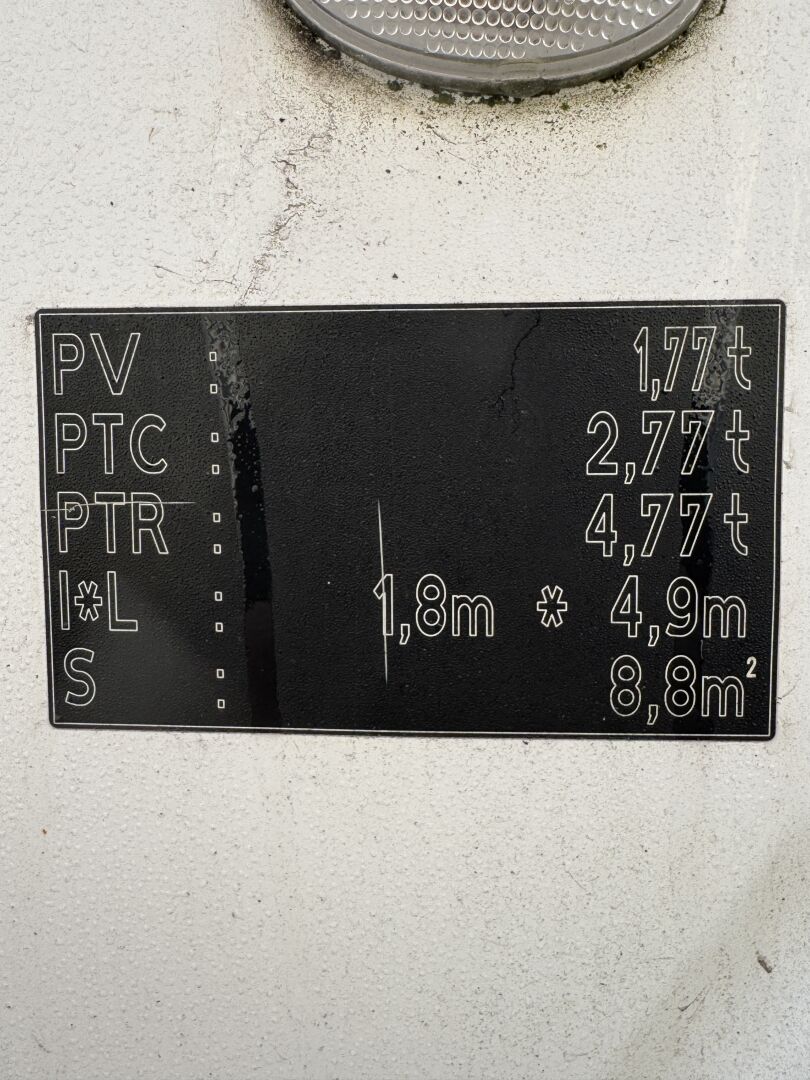 PV : 1,77t
PTC : 2,77t
PTR : 4,77t
l*L : 1,8m * 4,9m
S : 8,8m²